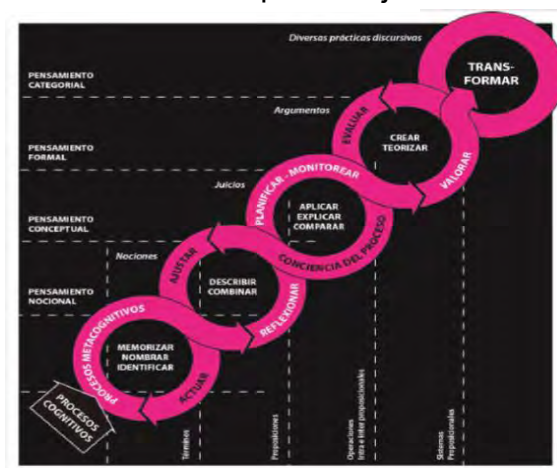 Diversas prácticas discursivas
TRANS-
FORMAR
PENSAMIENTO
CATEGORIAL
Argumentos
EVALUAR
CREAR
TEORIZAR
VALORAR
PENSAMIENTO
FORMAL
Juicios
PLANIFICAR - MONITOREAR
APLICAR
EXPLICAR
COMPARAR
CONCIENCIA DEL PROCESO
PENSAMIENTO
CONCEPTUAL
Nociones
AJUSTAR
DESCRIBIR
COMBINAR
REFLEXIONAR
PENSAMIENTO
NOCIONAL
PROCESOS METACOGNITIVOS
MEMORIZAR
NOMBRAR
IDENTIFICAR
ACTUAR
PROCESOS
COGNITIVOS
Términos
Proposiciones
Operaciones
Intra e Inter proposicionales
Sistemas
Proposicionales